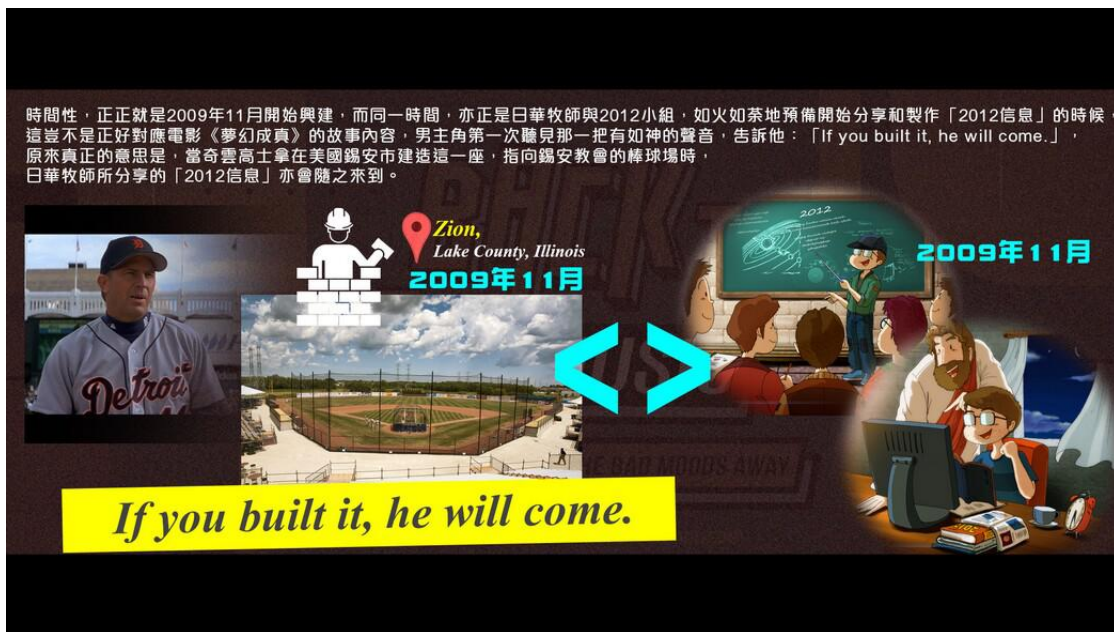 時間性，正正就是2009年11月開始興建，而同一時間，亦正是日華牧師與2012小組，如火如荼地預備開始分享和製作「2012信息」的時候，
這豈不是正好對應電影《夢幻成真》的故事內容，男主角第一次聽見那一把有如神的聲音，告訴他：「If you built it, he will come.」，
原來真正的意思是，當奇雲高士拿在美國錫安市建造這一座，指向錫安教會的棒球場時，
日華牧師所分享的「2012信息」亦會隨之來到。
Zion,
Lake County, Illinois
2009年11月
2012
2009年11月
Detroit
<>
BAD MOODS AWAY
If you built it, he will come.